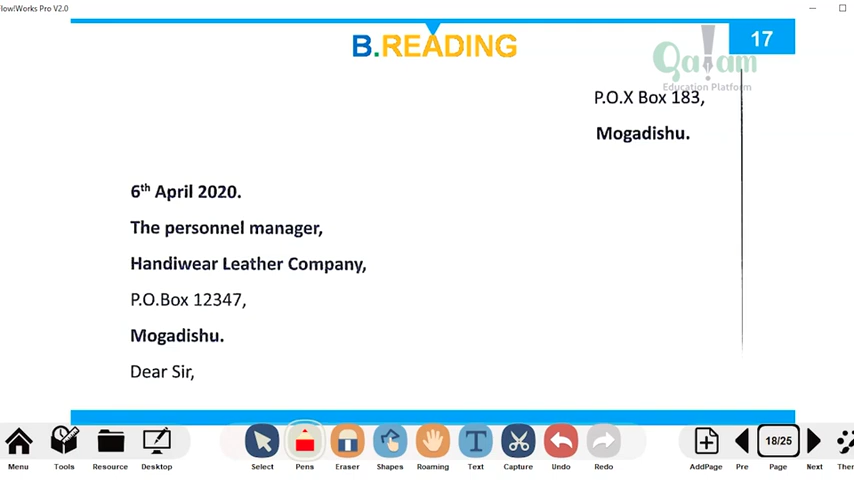 Flow!Works Pro V2.0
B.READING
17
Qalam
Education Platform
P.O.X Box 183,
Mogadishu.
6th April 2020.
The personnel manager,
Handiwear Leather Company,
P.O.Box 12347,
Mogadishu.
Dear Sir,
Menu
Tools
Resource
Desktop
Select
Pens
Eraser
Shapes
Roaming
Text
Capture
Undo
Redo
AddPage
Pre
18/25
Page
Next